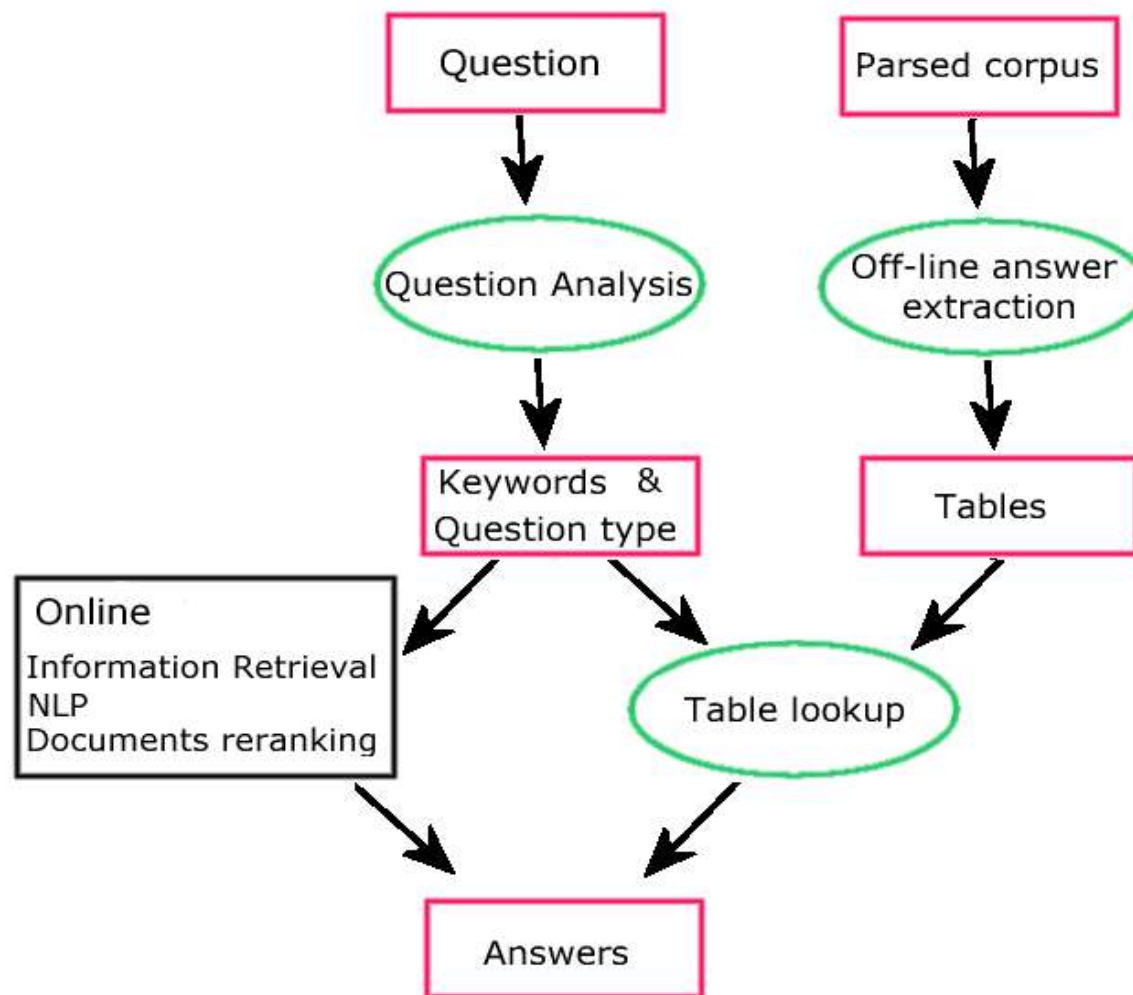 Question
Parsed corpus
Question Analysis
Off-line answer
extraction
Keywords &
Question type
Tables
Online
Information Retrieval
NLP
Documents reranking
Table lookup
Answers